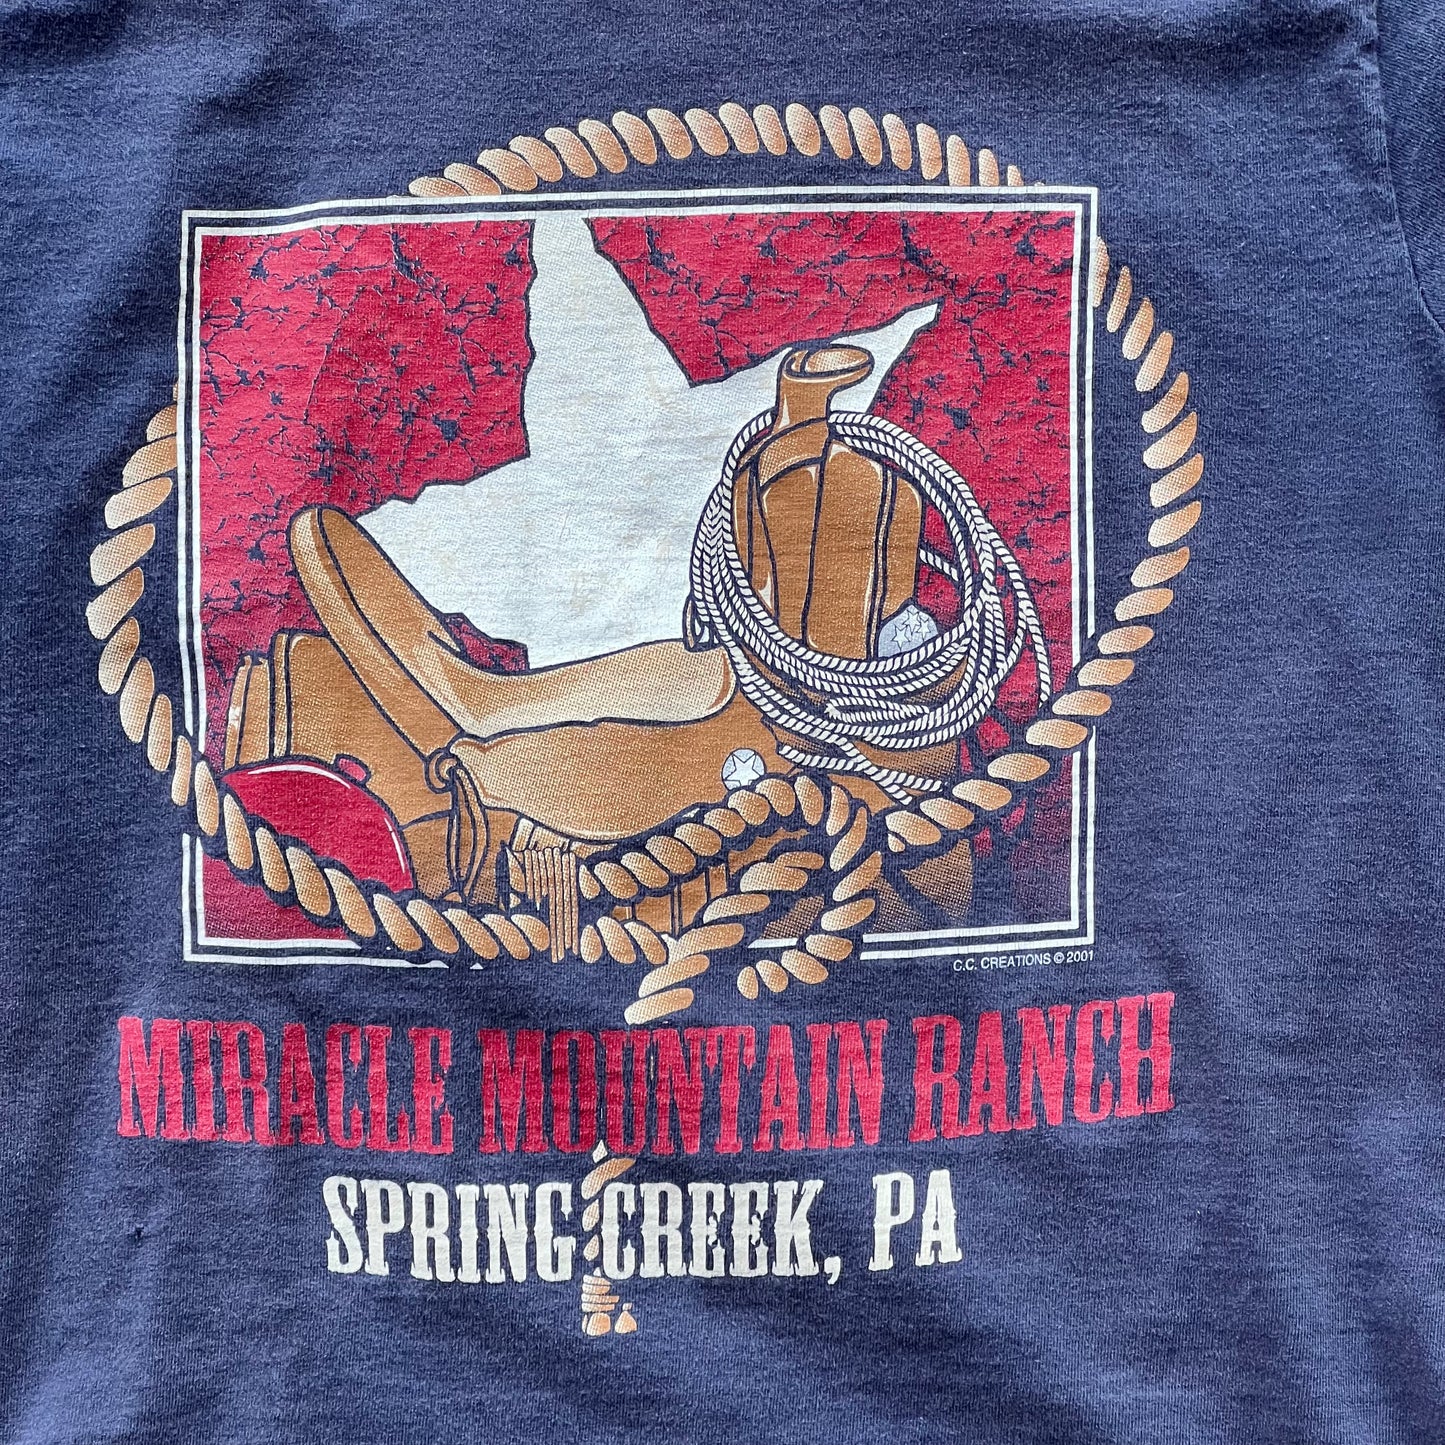 C.C. CREATIONS © 2001
MIRACLE MOUNTAIN RANCH
SPRING CREEK, PA